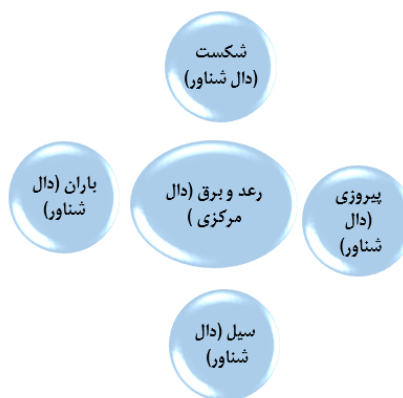 شکست
(دال شناور)
باران (دال
شناور)
رعد و برق (دال
مرکزی )
پیروزی
(دال
شناور)
سیل (دال
شناور)